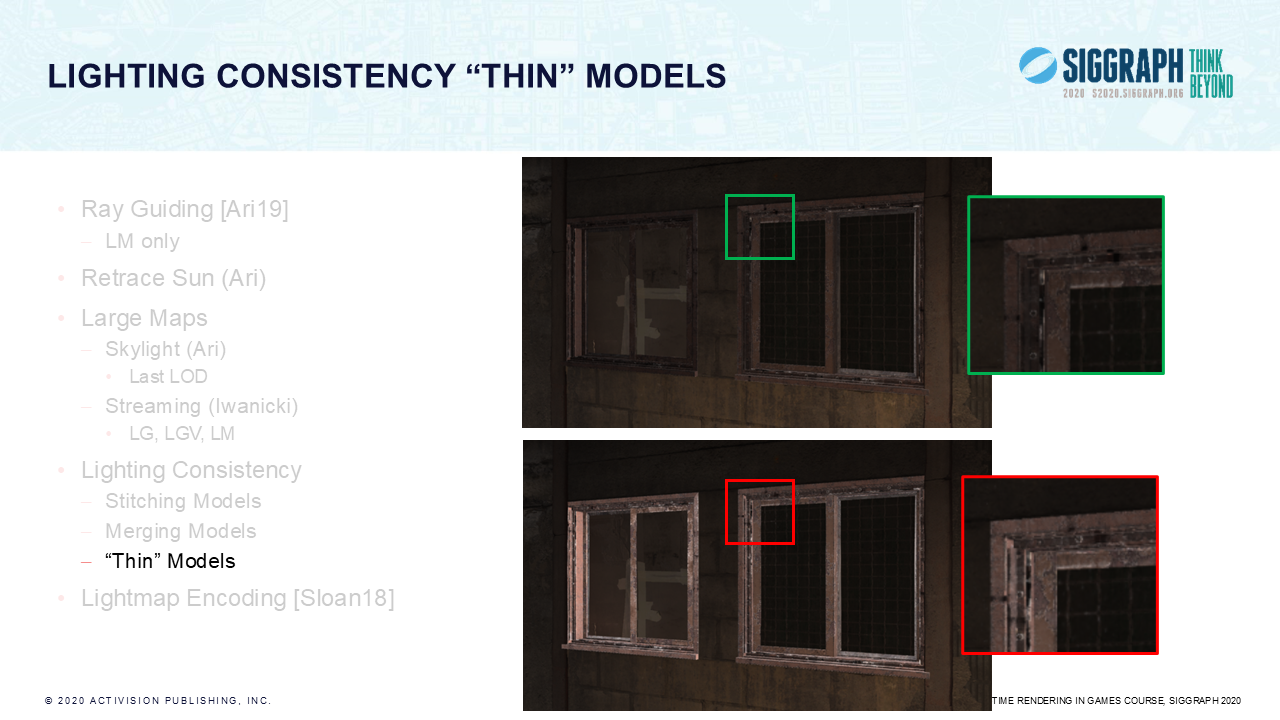 LIGHTING CONSISTENCY “THIN” MODELS
SIGGRAPH THINK BEYOND
2020 S2020.SIGGRAPH.ORG
• Ray Guiding [Ari19]
– LM only
• Retrace Sun (Ari)
• Large Maps
– Skylight (Ari)
• Last LOD
– Streaming (Iwanicki)
• LG, LGV, LM
• Lighting Consistency
– Stitching Models
– Merging Models
– “Thin” Models
• Lightmap Encoding [Sloan18]
© 2020 ACTIVISION PUBLISHING, INC.
TIME RENDERING IN GAMES COURSE, SIGGRAPH 2020